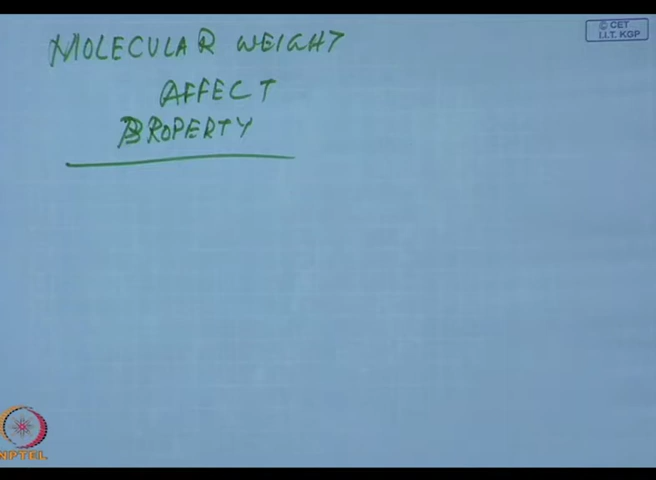 MOLECULAR WEIGHT
AFFECT
PROPERTY
© CET
I.I.T. KGP
NPTEL